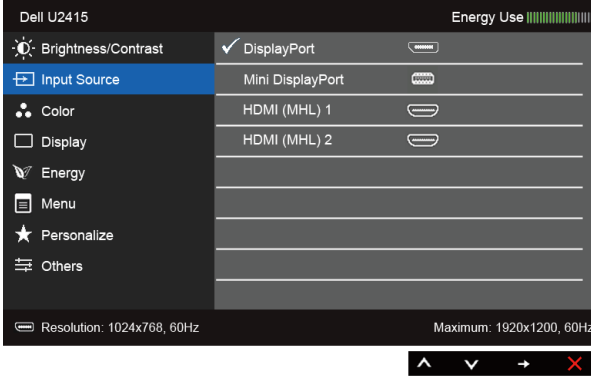 Dell U2415 Energy Use
Brightness/Contrast DisplayPort
Input Source Mini DisplayPort
Color HDMI (MHL) 1
Display HDMI (MHL) 2
Energy
Menu
Personalize
Others
Resolution: 1024x768, 60Hz Maximum: 1920x1200, 60Hz